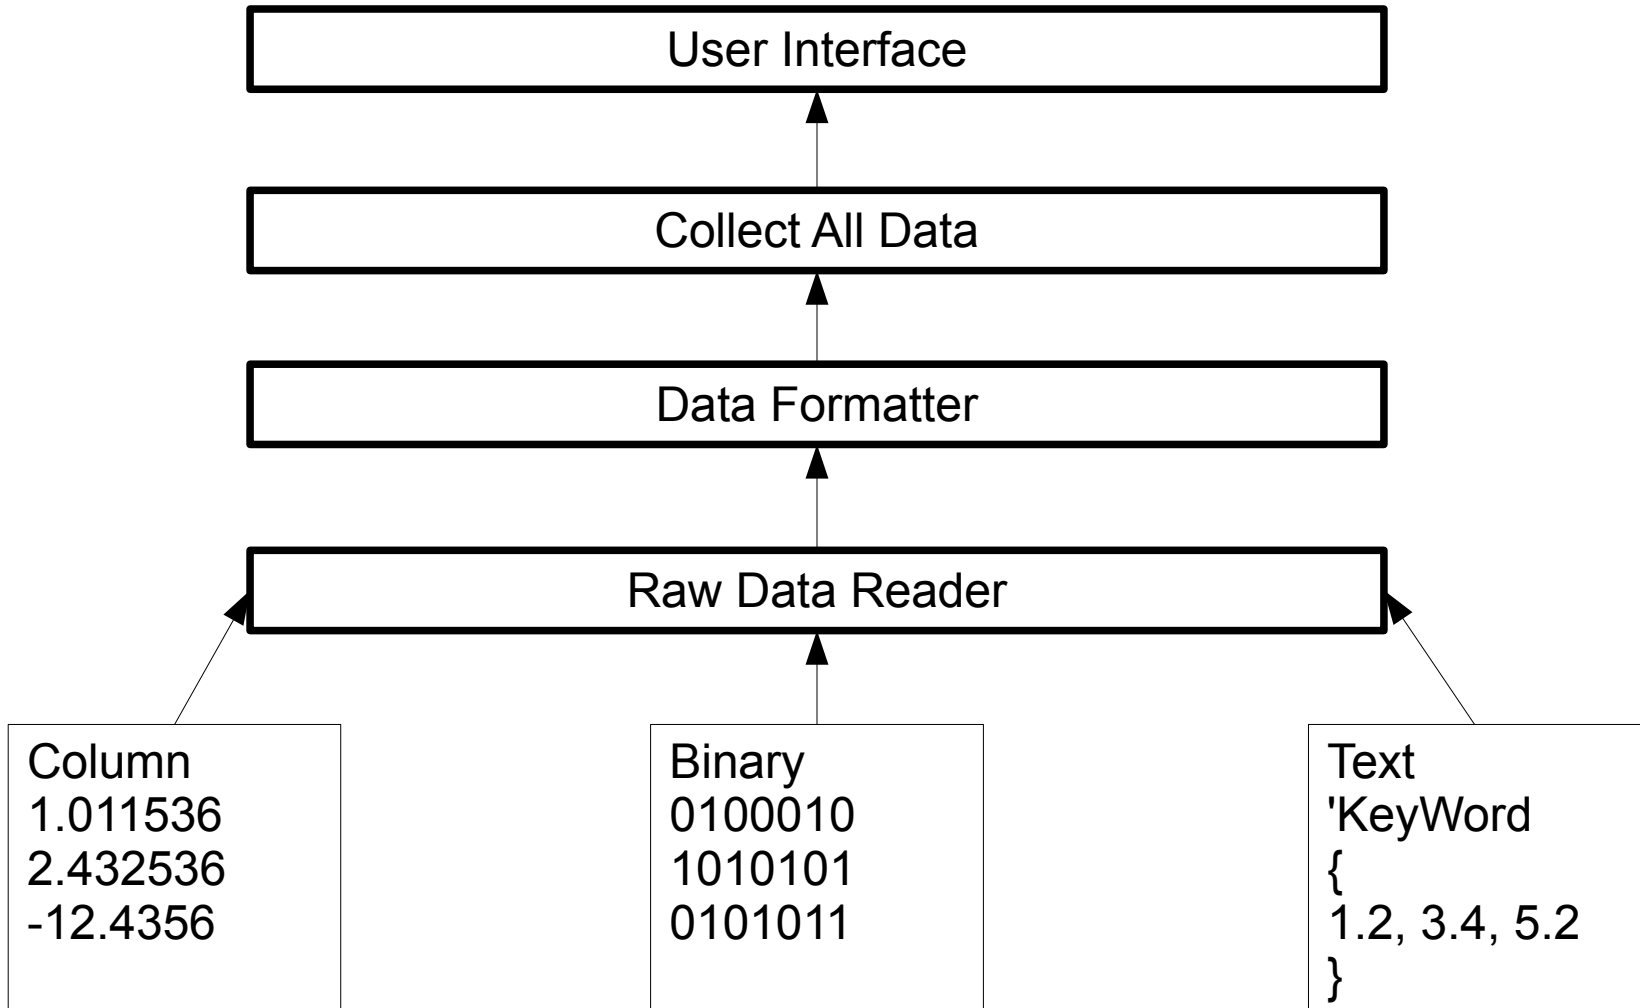 User Interface
Collect All Data
Data Formatter
Raw Data Reader
Column
1.011536
2.432536
-12.4356
Binary
0100010
1010101
0101011
Text
'KeyWord
{
1.2, 3.4, 5.2
}